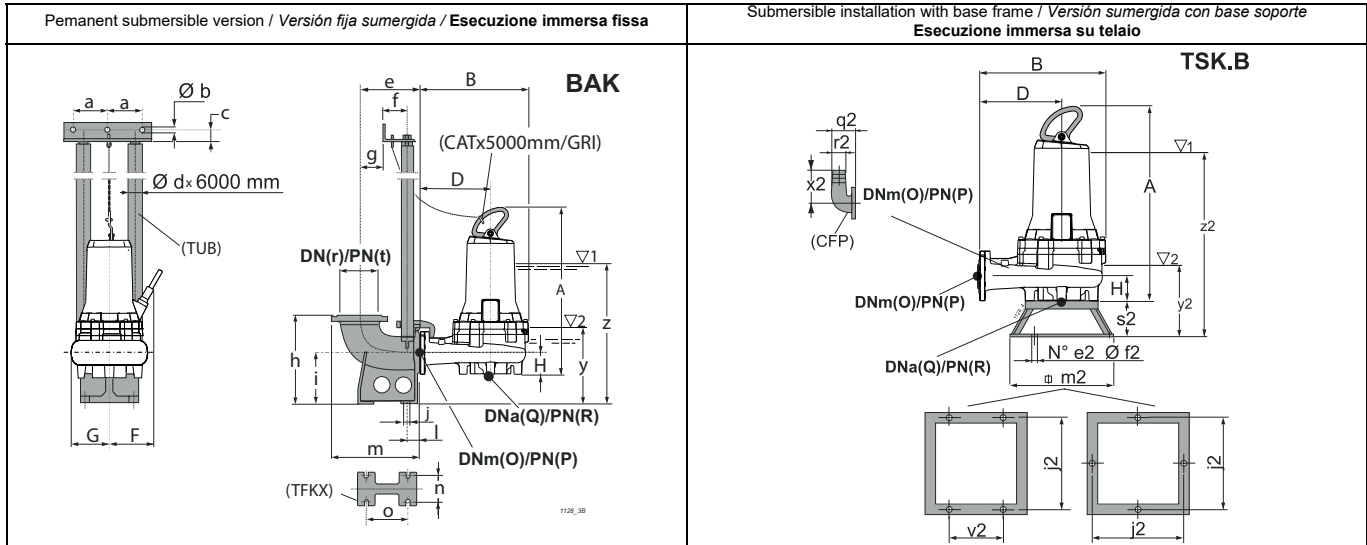 Pemanent submersible version / Versión fija sumergida / Esecuzione immersa fissa
Submersible installation with base frame / Versión sumergida con base soporte
Esecuzione immersa su telaio
BAK
a
a
Ø b
c
Ø d x 6000 mm
(TUB)
G
F
e
B
f
g
(CATx5000mm/GRI)
D
DN(r)/PN(t)
▽1
A
z
▽2
H
y
h
i
j
l
m
DNa(Q)/PN(R)
DNm(O)/PN(P)
(TFKX)
n
o
1128_3B
TSK.B
B
D
q2
r2
x2
(CFP)
DNm(O)/PN(P)
▽1
A
z2
▽2
H
y2
s2
DNm(O)/PN(P)
DNa(Q)/PN(R)
N° e2 Ø f2
m2
j2
v2
j2
j2